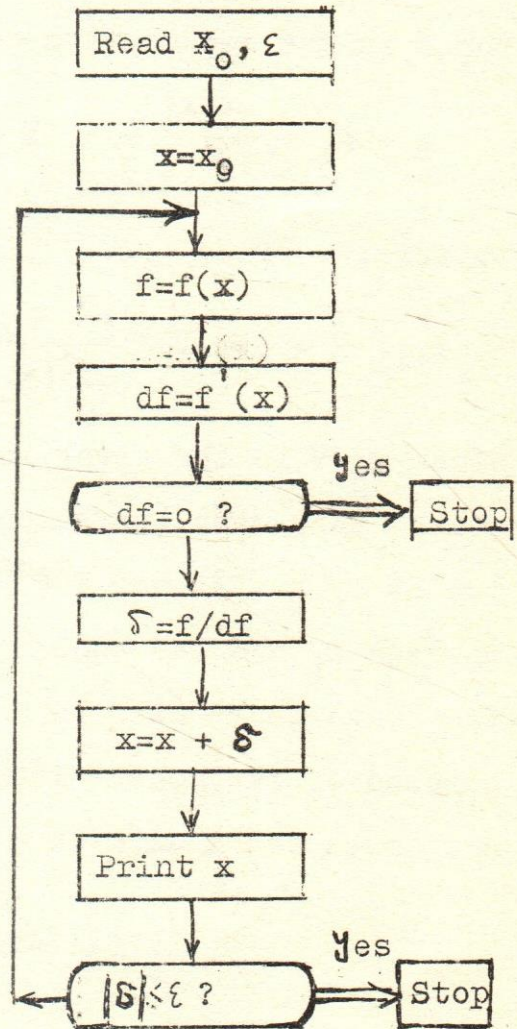 Read X₀, ε
x=x₀
f=f(x)
df=f'(x)
df=o ?
yes
Stop
δ=f/df
x=x + δ
Print x
|δ|≤ε ?
yes
Stop